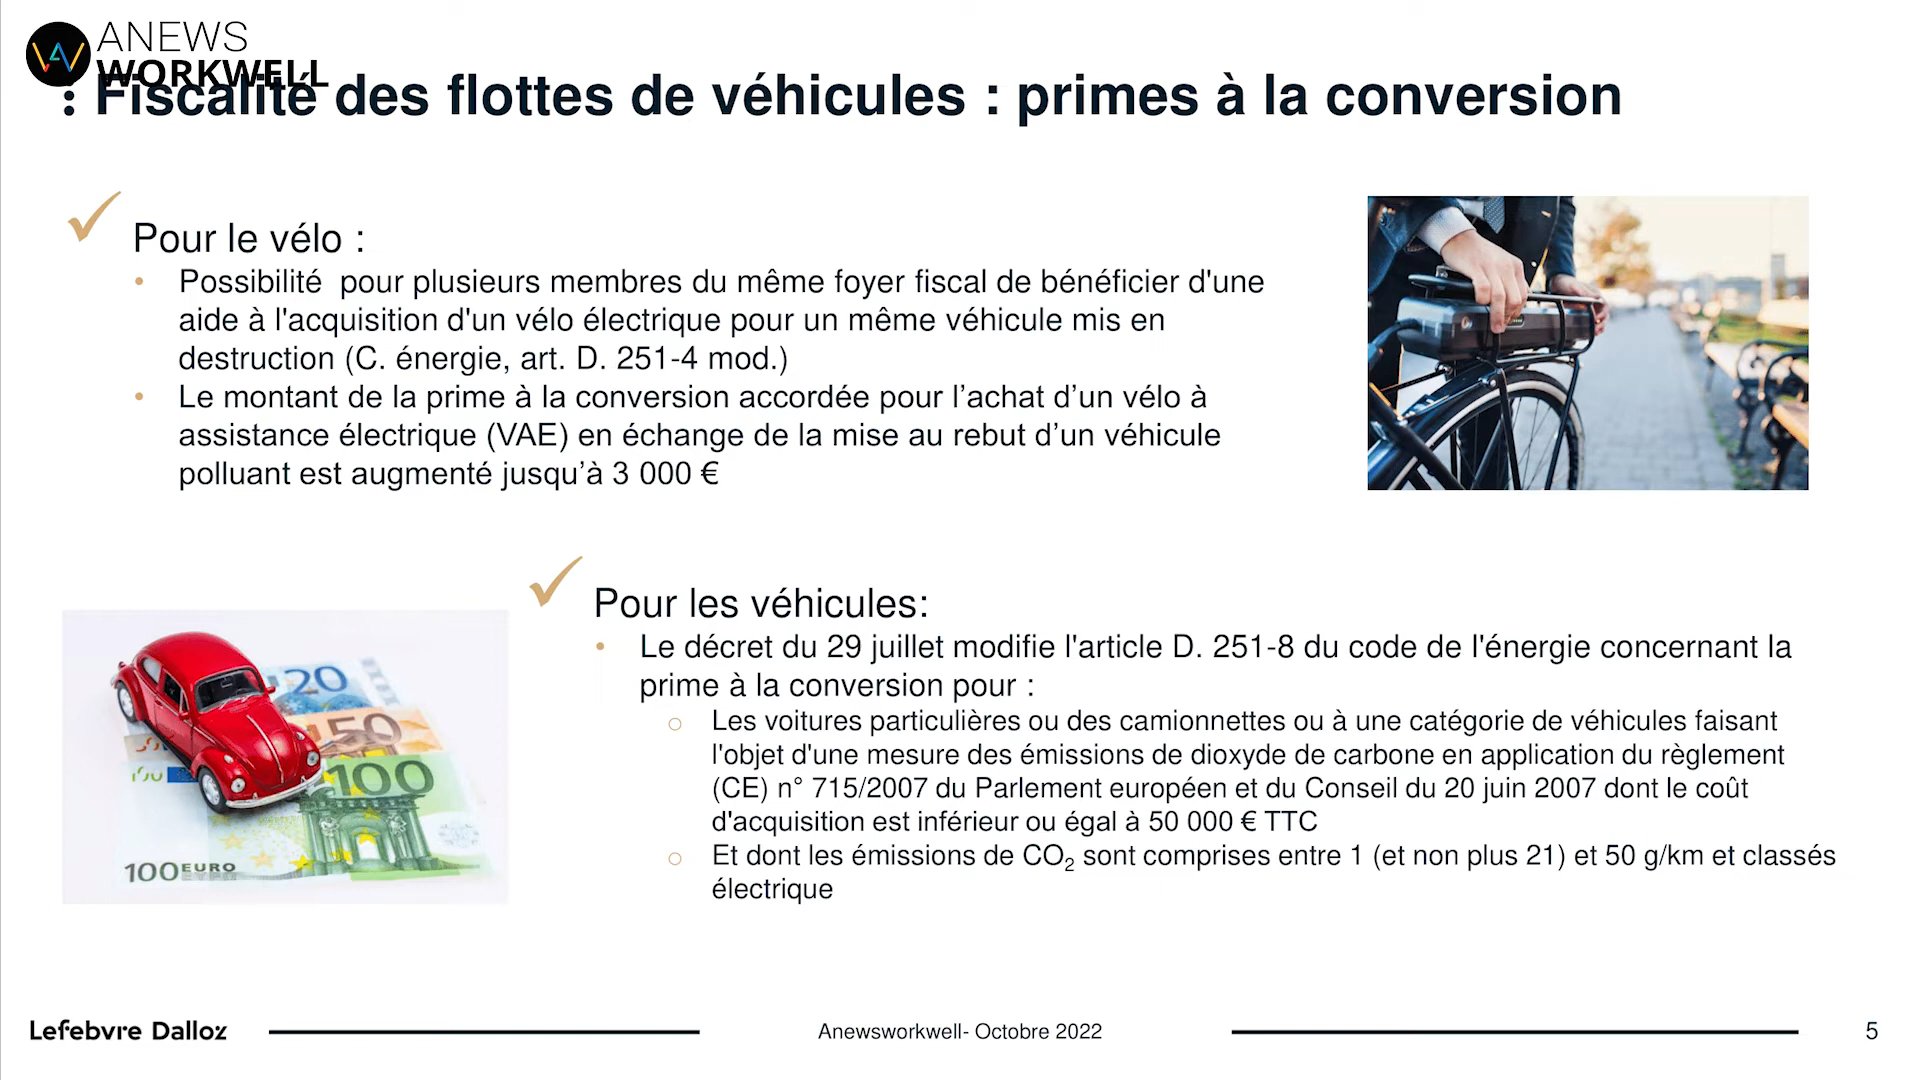 ANEWS
WORKWELL
: Fiscalité des flottes de véhicules : primes à la conversion
Pour le vélo :
• Possibilité pour plusieurs membres du même foyer fiscal de bénéficier d'une
aide à l'acquisition d'un vélo électrique pour un même véhicule mis en
destruction (C. énergie, art. D. 251-4 mod.)
• Le montant de la prime à la conversion accordée pour l’achat d’un vélo à
assistance électrique (VAE) en échange de la mise au rebut d’un véhicule
polluant est augmenté jusqu’à 3 000 €
Pour les véhicules:
• Le décret du 29 juillet modifie l'article D. 251-8 du code de l'énergie concernant la
prime à la conversion pour :
○ Les voitures particulières ou des camionnettes ou à une catégorie de véhicules faisant
l'objet d'une mesure des émissions de dioxyde de carbone en application du règlement
(CE) n° 715/2007 du Parlement européen et du Conseil du 20 juin 2007 dont le coût
d'acquisition est inférieur ou égal à 50 000 € TTC
○ Et dont les émissions de CO₂ sont comprises entre 1 (et non plus 21) et 50 g/km et classés
électrique
20
50
100
100 EURO
Lefebvre Dalloz
Anewsworkwell- Octobre 2022
5